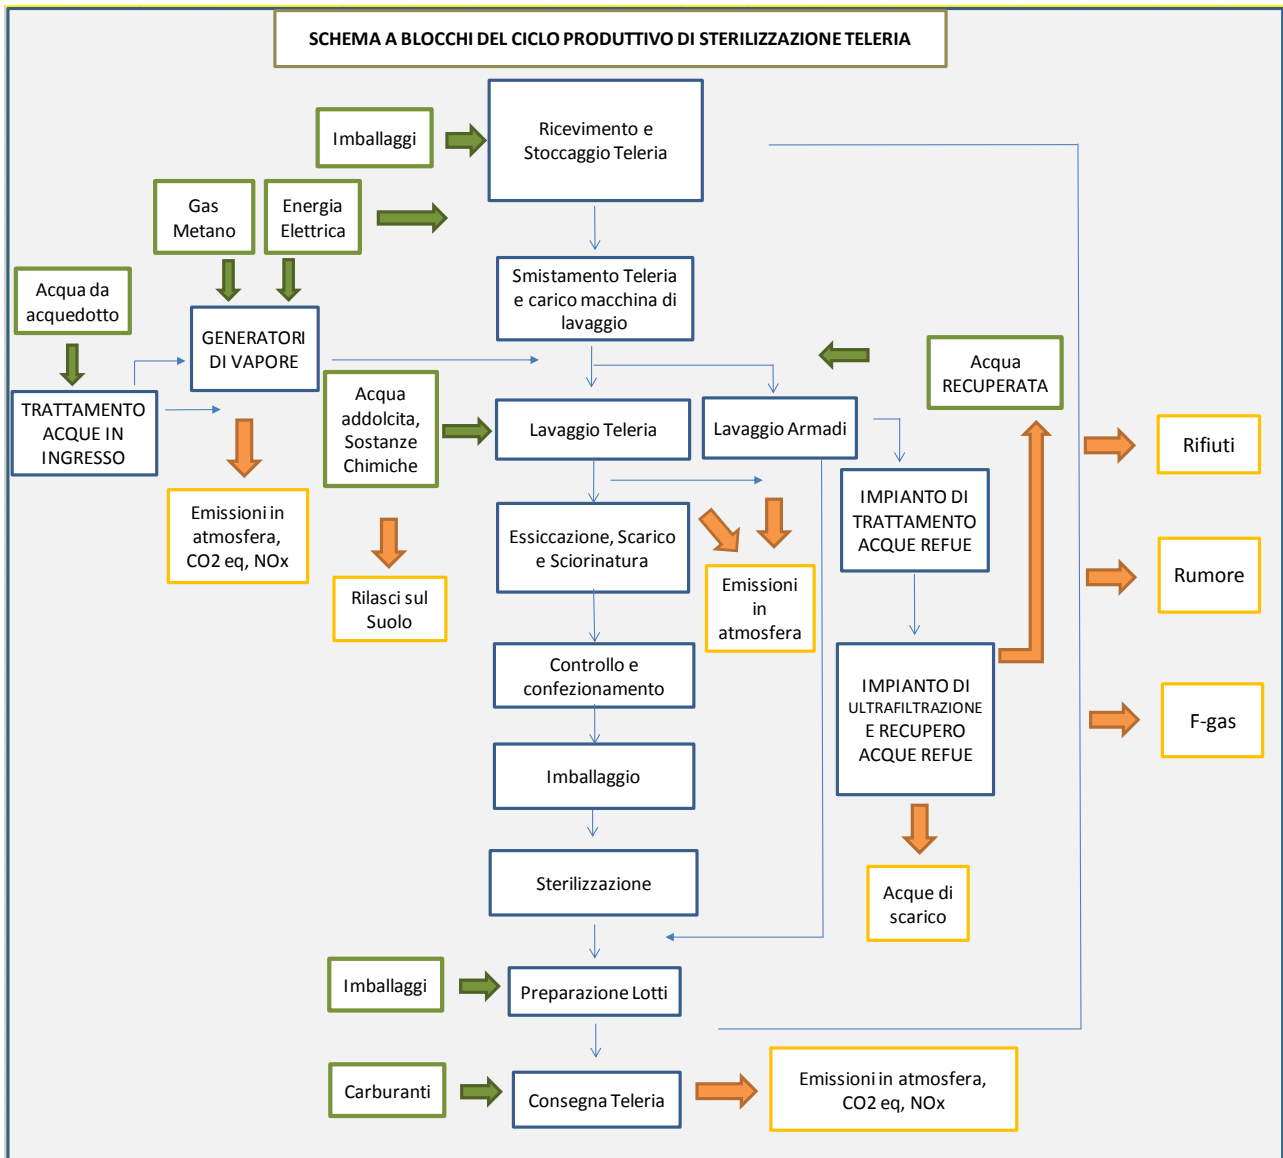 SCHEMA A BLOCCHI DEL CICLO PRODUTTIVO DI STERILIZZAZIONE TELERIA
Imballaggi
Ricevimento e
Stoccaggio Teleria
Gas
Metano
Energia
Elettrica
Acqua da
acquedotto
GENERATORI
DI VAPORE
Smistamento Teleria
e carico macchina di
lavaggio
TRATTAMENTO
ACQUE IN
INGRESSO
Acqua
addolcita,
Sostanze
Chimiche
Lavaggio Teleria
Lavaggio Armadi
Acqua
RECUPERATA
Rifiuti
Emissioni in
atmosfera,
CO2 eq, NOx
Rilasci sul
Suolo
Essiccazione, Scarico
e Sciorinatura
Emissioni
in
atmosfera
IMPIANTO DI
TRATTAMENTO
ACQUE REFUE
Rumore
Controllo e
confezionamento
IMPIANTO DI
ULTRAFILTRAZIONE
E RECUPERO
ACQUE REFUE
F-gas
Imballaggio
Sterilizzazione
Acque di
scarico
Imballaggi
Preparazione Lotti
Carburanti
Consegna Teleria
Emissioni in atmosfera,
CO2 eq, NOx